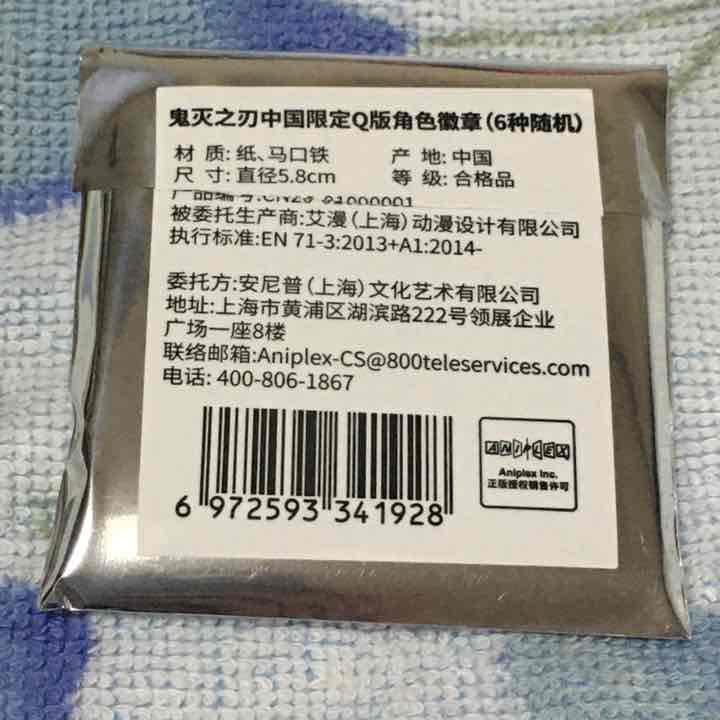 鬼灭之刃中国限定Q版角色徽章(6种随机)
材 质: 纸、马口铁 产 地: 中国
尺 寸: 直径5.8cm 等 级: 合格品
产品编号:
被委托生产商:艾漫(上海)动漫设计有限公司
执行标准:EN 71-3:2013+A1:2014-
委托方:安尼普(上海)文化艺术有限公司
地址:上海市黄浦区湖滨路222号领展企业
广场一座8楼
联络邮箱:Aniplex-CS@800teleservices.com
电话: 400-806-1867
6 972593 341928
ANIPLEX
Aniplex Inc.
正版授权销售许可